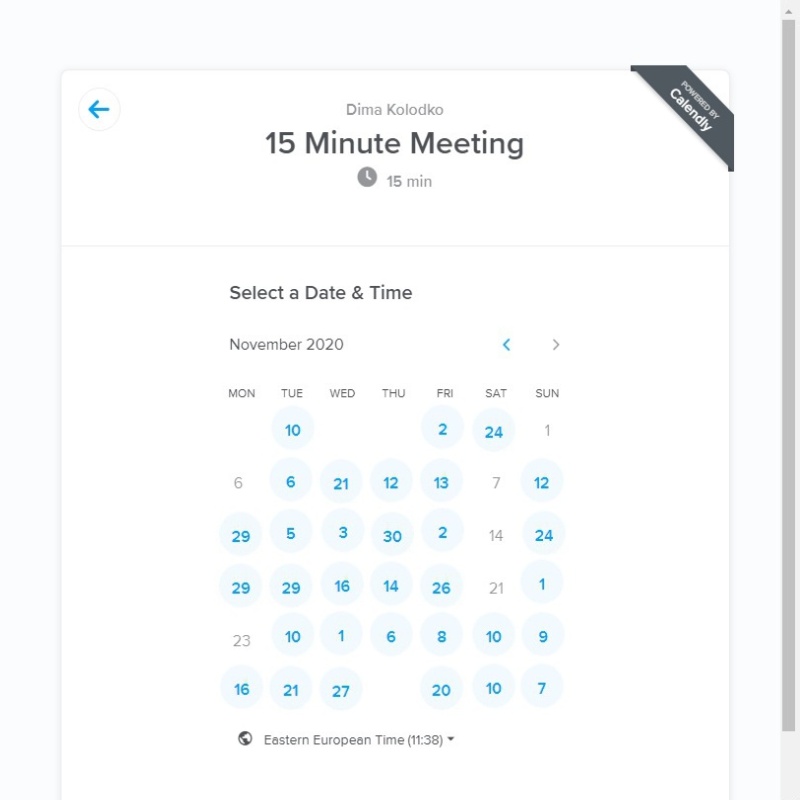 POWERED BY
Calendly
Dima Kolodko
15 Minute Meeting
15 min
Select a Date & Time
November 2020
MON TUE WED THU FRI SAT SUN
10 2 24 1
6 6 21 12 13 7 12
29 5 3 30 2 14 24
29 29 16 14 26 21 1
23 10 1 6 8 10 9
16 21 27 20 10 7
Eastern European Time (11:38)